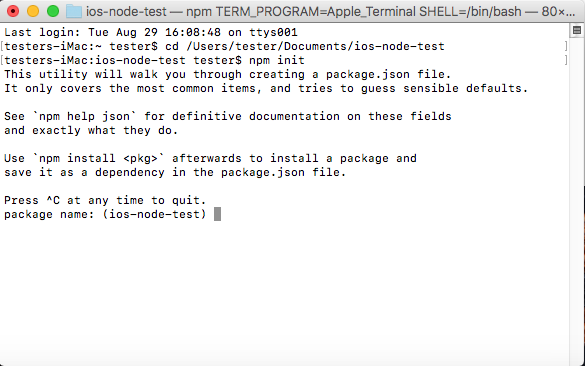 ios-node-test — npm TERM_PROGRAM=Apple_Terminal SHELL=/bin/bash — 80×...
Last login: Tue Aug 29 16:08:48 on ttys001
[testers-iMac:~ tester$ cd /Users/tester/Documents/ios-node-test ]
[testers-iMac:ios-node-test tester$ npm init ]
This utility will walk you through creating a package.json file.
It only covers the most common items, and tries to guess sensible defaults.
See `npm help json` for definitive documentation on these fields
and exactly what they do.
Use `npm install <pkg>` afterwards to install a package and
save it as a dependency in the package.json file.
Press ^C at any time to quit.
package name: (ios-node-test)